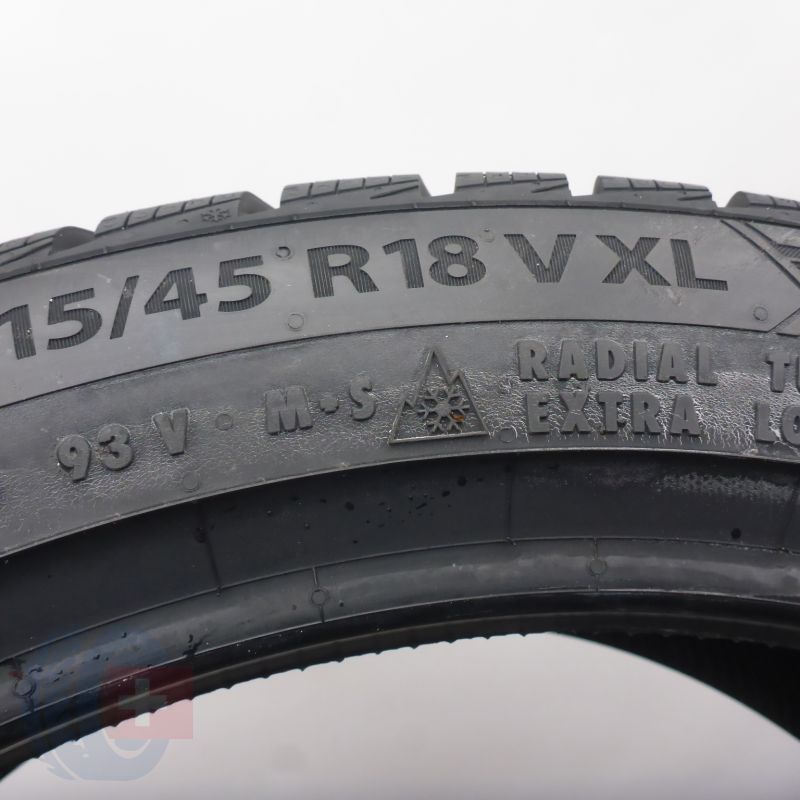 15/45 R18 V XL
93 V · M+S
RADIAL
EXTRA